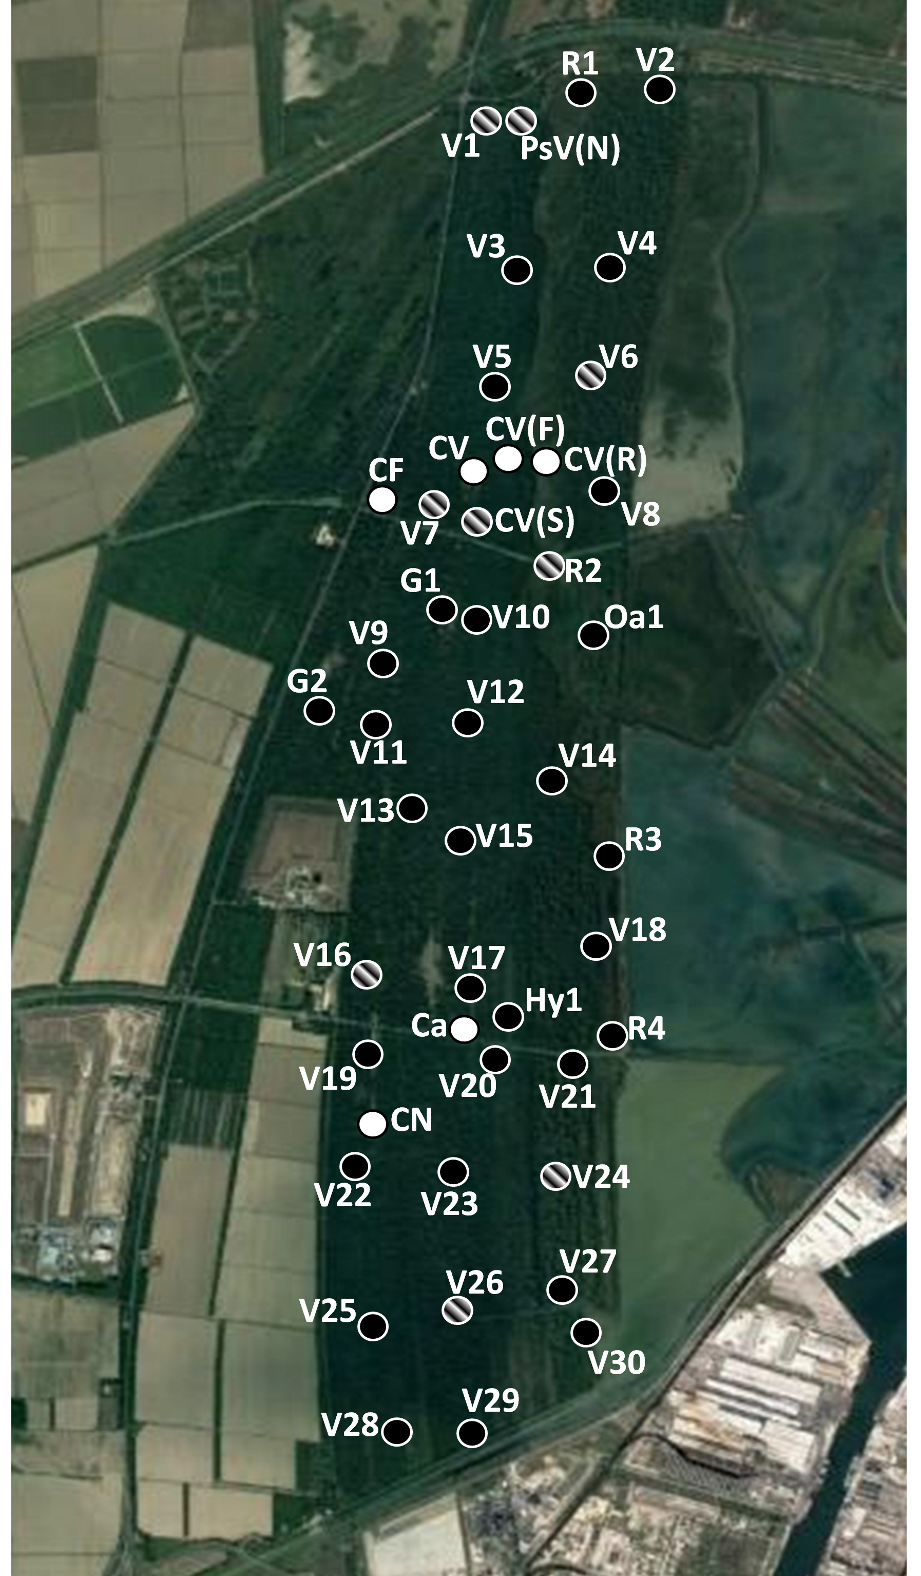 R1
V2
V1
PsV(N)
V3
V4
V5
V6
CV(F)
CV
CV(R)
CF
V7
CV(S)
V8
R2
G1
V10
Oa1
V9
G2
V12
V11
V14
V13
V15
R3
V18
V16
V17
Hy1
Ca
R4
V19
V20
V21
CN
V22
V23
V24
V27
V26
V25
V30
V29
V28